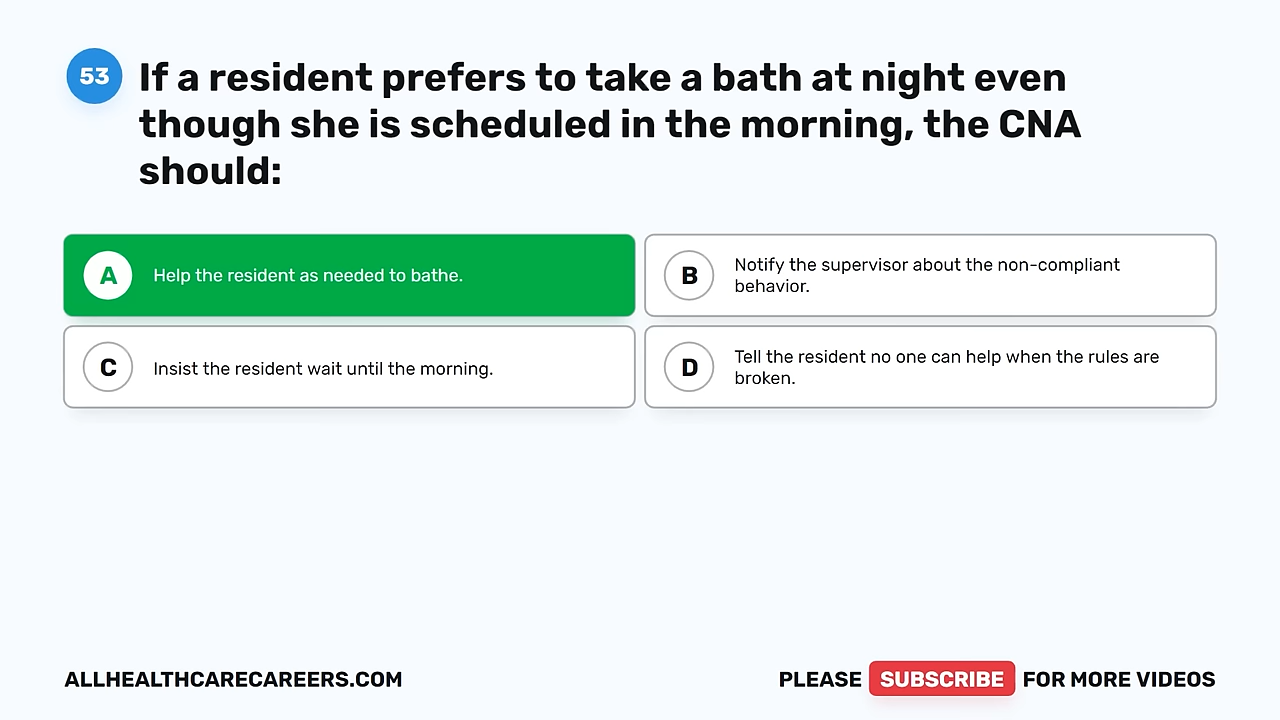 53
If a resident prefers to take a bath at night even
though she is scheduled in the morning, the CNA
should:
A
Help the resident as needed to bathe.
B
Notify the supervisor about the non-compliant
behavior.
C
Insist the resident wait until the morning.
D
Tell the resident no one can help when the rules are
broken.
ALLHEALTHCARECAREERS.COM
PLEASE SUBSCRIBE FOR MORE VIDEOS